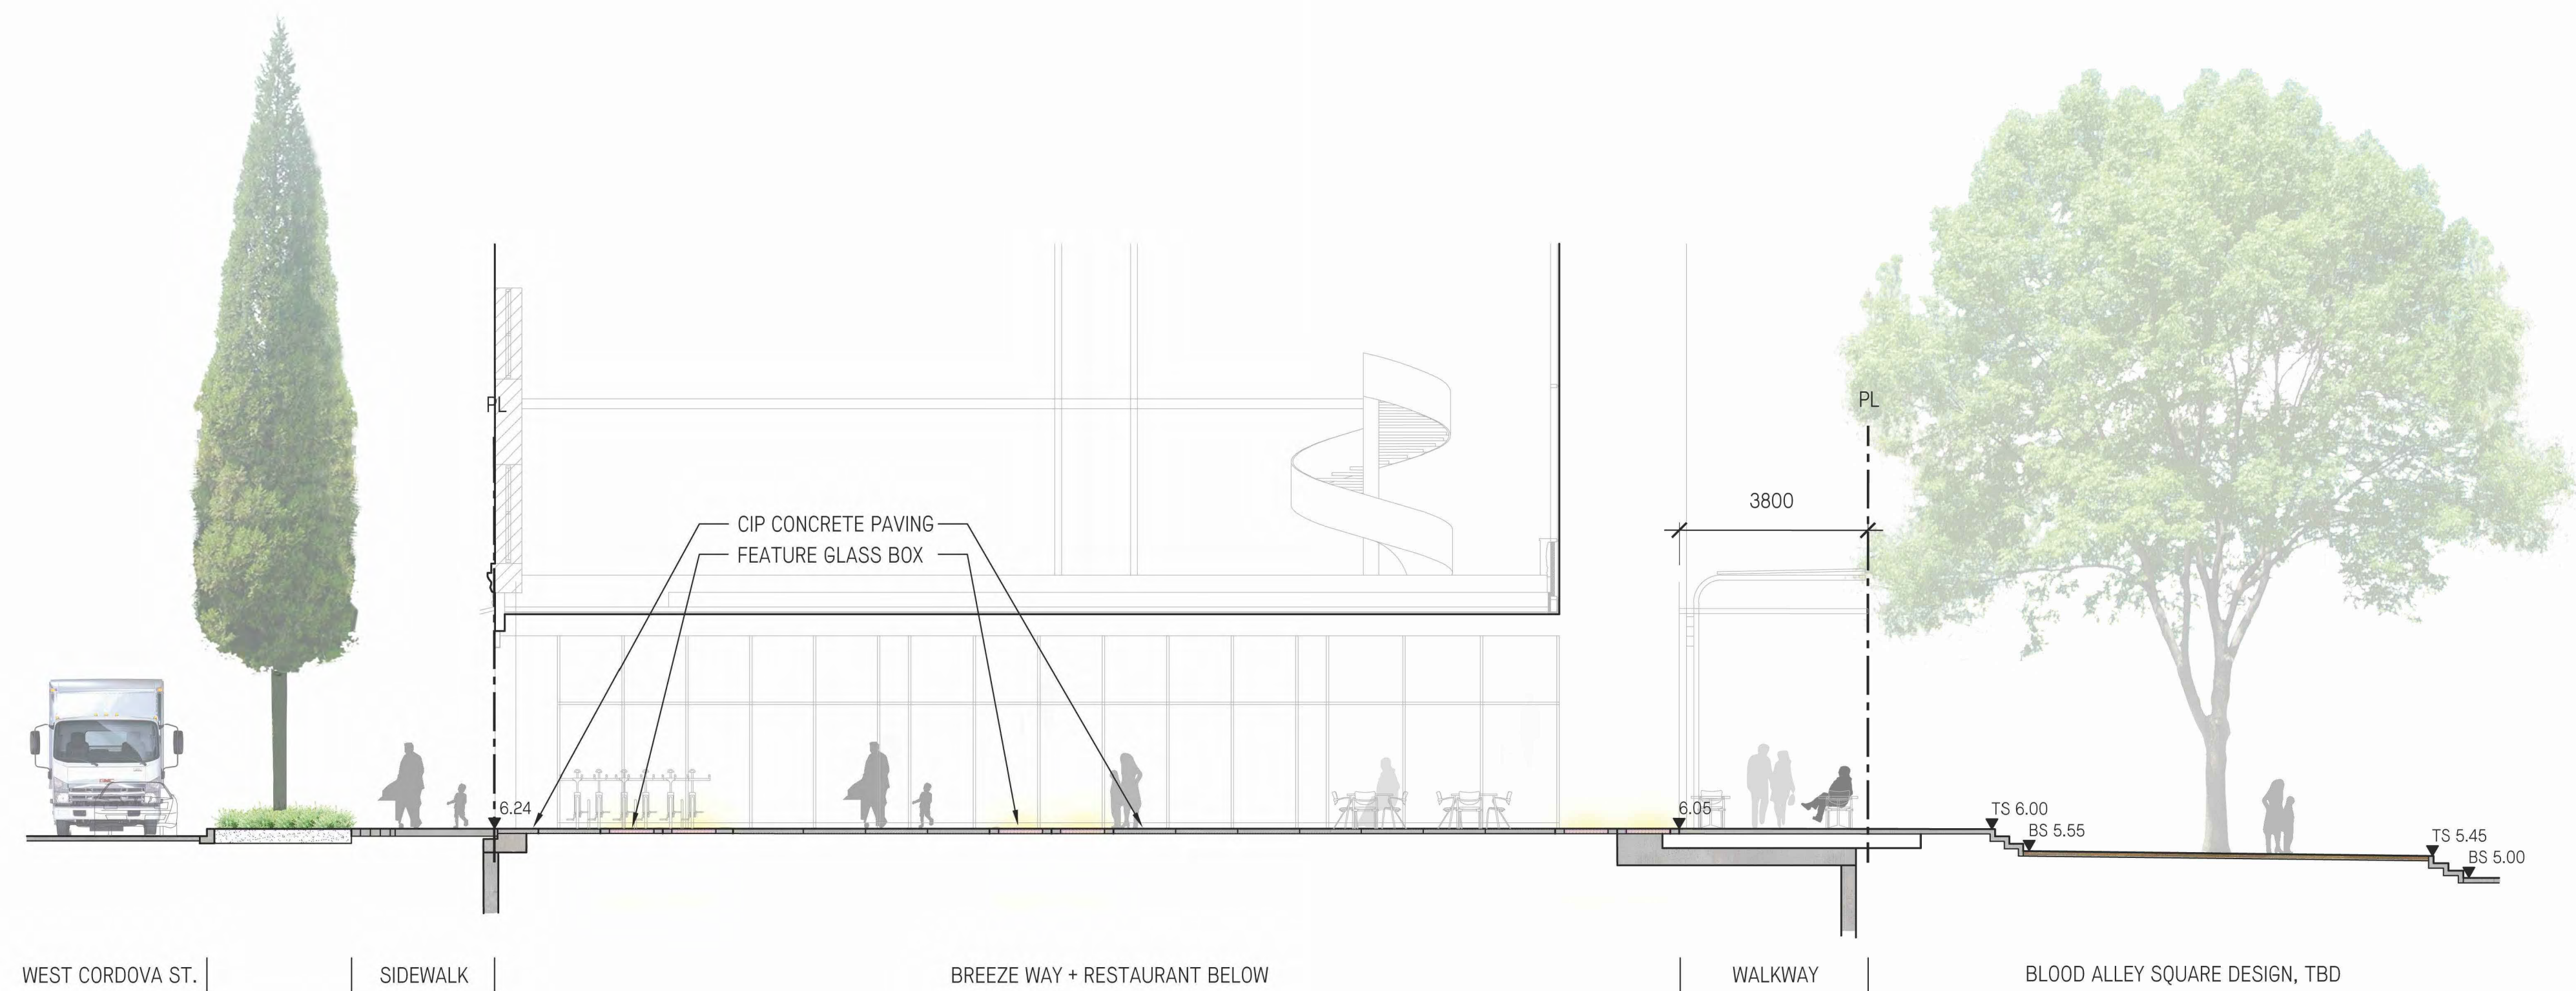 PL
PL
3800
CIP CONCRETE PAVING
FEATURE GLASS BOX
6.24
6.05
TS 6.00
BS 5.55
TS 5.45
BS 5.00
WEST CORDOVA ST.
SIDEWALK
BREEZE WAY + RESTAURANT BELOW
WALKWAY
BLOOD ALLEY SQUARE DESIGN, TBD